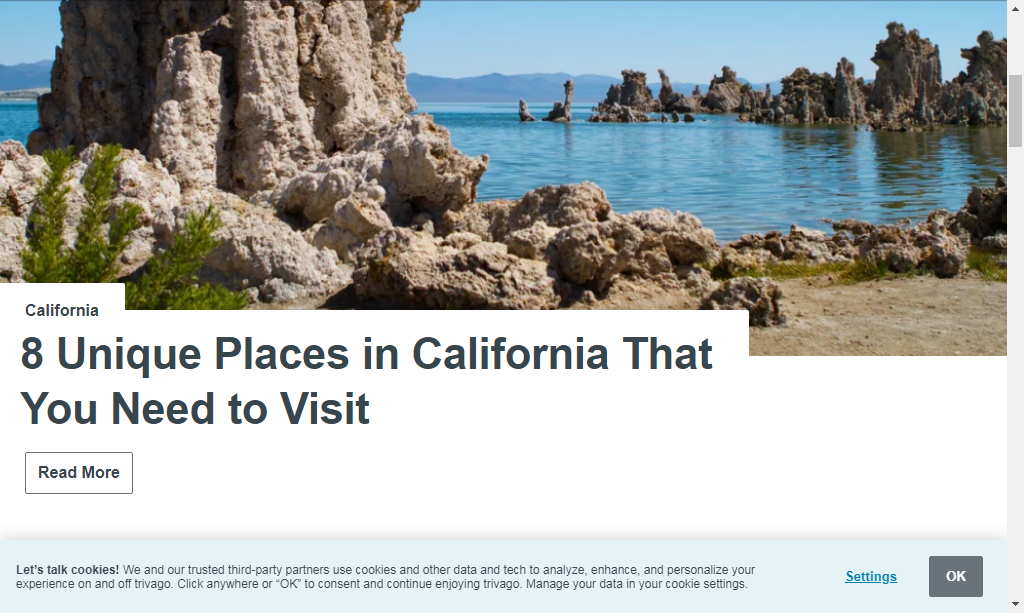 California
8 Unique Places in California That
You Need to Visit
Read More
Let’s talk cookies! We and our trusted third-party partners use cookies and other data and tech to analyze, enhance, and personalize your
experience on and off trivago. Click anywhere or “OK” to consent and continue enjoying trivago. Manage your data in your cookie settings.
Settings
OK